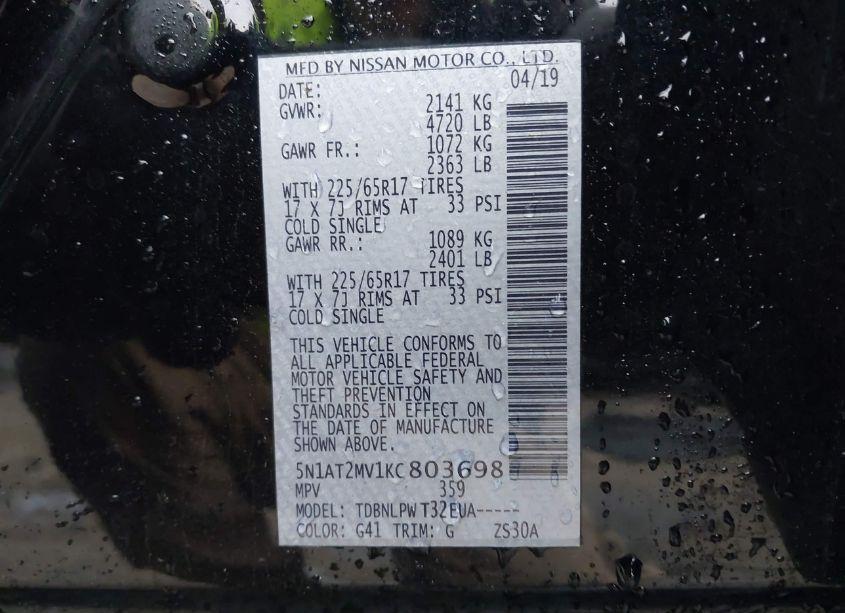 MFD BY NISSAN MOTOR CO., LTD.
DATE: 04/19
GVWR: 2141 KG
4720 LB
GAWR FR.: 1072 KG
2363 LB
WITH 225/65R17 TIRES
17 X 7J RIMS AT 33 PSI
COLD SINGLE
GAWR RR.: 1089 KG
2401 LB
WITH 225/65R17 TIRES
17 X 7J RIMS AT 33 PSI
COLD SINGLE
THIS VEHICLE CONFORMS TO
ALL APPLICABLE FEDERAL
MOTOR VEHICLE SAFETY AND
THEFT PREVENTION
STANDARDS IN EFFECT ON
THE DATE OF MANUFACTURE
SHOWN ABOVE.
5N1AT2MV1KC803698
MPV 359
MODEL: TDBNLPW T32EUA-----
COLOR: G41 TRIM: G ZS30A